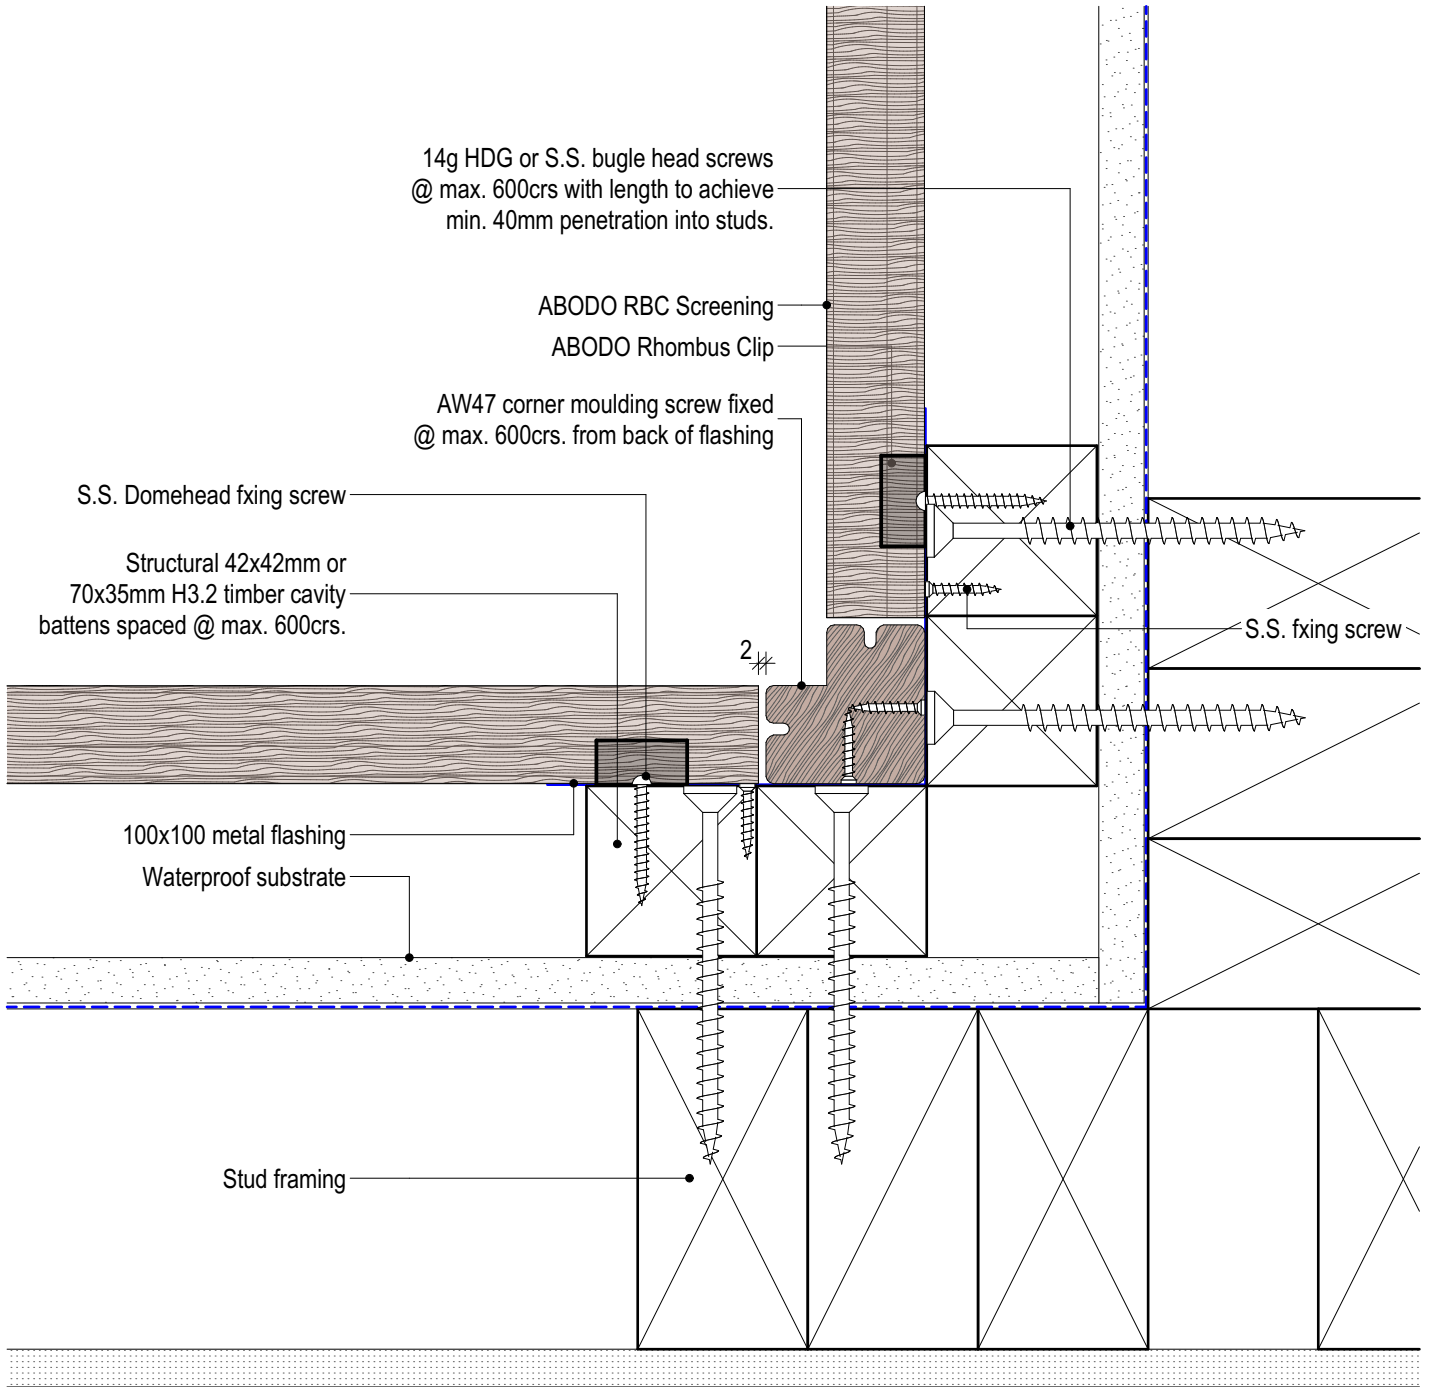 14g HDG or S.S. bugle head screws
@ max. 600crs with length to achieve
min. 40mm penetration into studs.
ABODO RBC Screening
ABODO Rhombus Clip
AW47 corner moulding screw fixed
@ max. 600crs. from back of flashing
S.S. Domehead fxing screw
Structural 42x42mm or
70x35mm H3.2 timber cavity
battens spaced @ max. 600crs.
S.S. fxing screw
2
100x100 metal flashing
Waterproof substrate
Stud framing